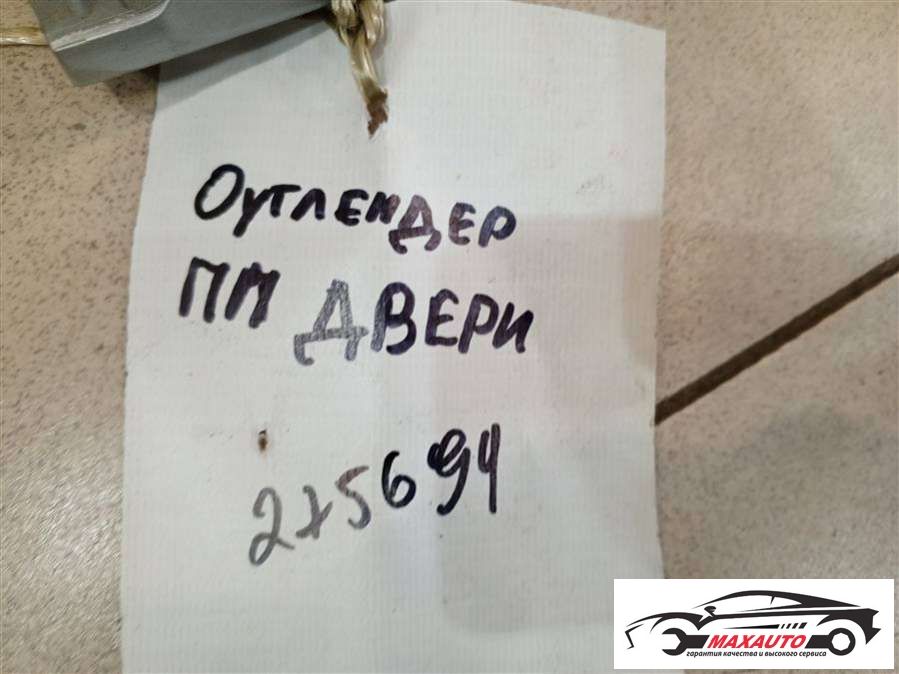 Оутлендер
ПП ДВЕРИ
275694
MAXAUTO
гарантия качества и высокого сервиса